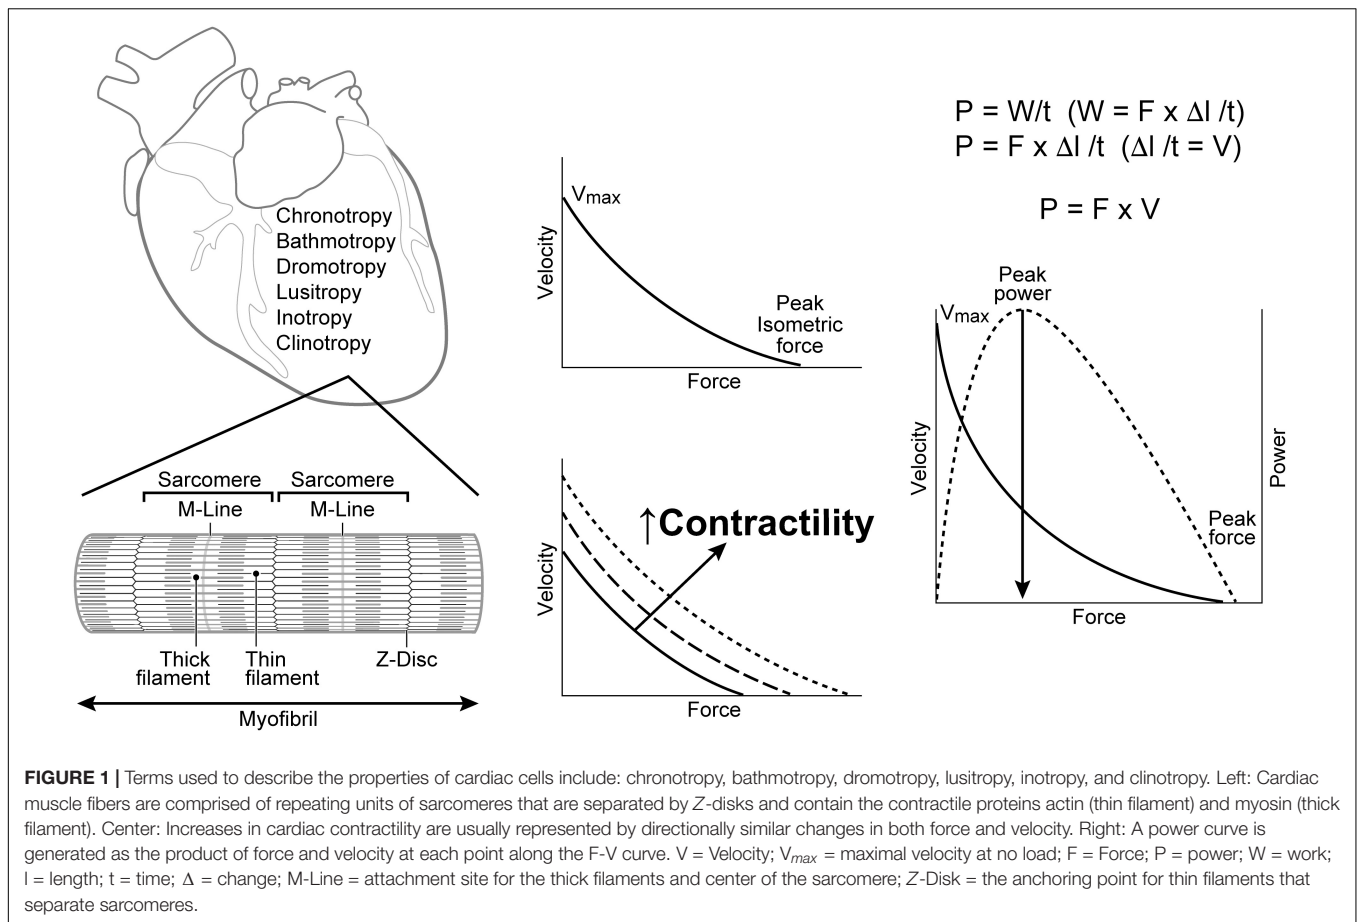 Chronotropy
Bathmotropy
Dromotropy
Lusitropy
Inotropy
Clinotropy
Sarcomere
Sarcomere
M-Line
M-Line
Thick
filament
Thin
filament
Z-Disc
Myofibril
Vmax
Velocity
Peak
Isometric
force
Force
↑Contractility
Velocity
Force
P = W/t (W = F x Δl /t)
P = F x Δl /t (Δl /t = V)
P = F x V
Peak
power
Vmax
Velocity
Power
Peak
force
Force
FIGURE 1 | Terms used to describe the properties of cardiac cells include: chronotropy, bathmotropy, dromotropy, lusitropy, inotropy, and clinotropy. Left: Cardiac
muscle fibers are comprised of repeating units of sarcomeres that are separated by Z-disks and contain the contractile proteins actin (thin filament) and myosin (thick
filament). Center: Increases in cardiac contractility are usually represented by directionally similar changes in both force and velocity. Right: A power curve is
generated as the product of force and velocity at each point along the F-V curve. V = Velocity; Vmax = maximal velocity at no load; F = Force; P = power; W = work;
l = length; t = time; Δ = change; M-Line = attachment site for the thick filaments and center of the sarcomere; Z-Disk = the anchoring point for thin filaments that
separate sarcomeres.